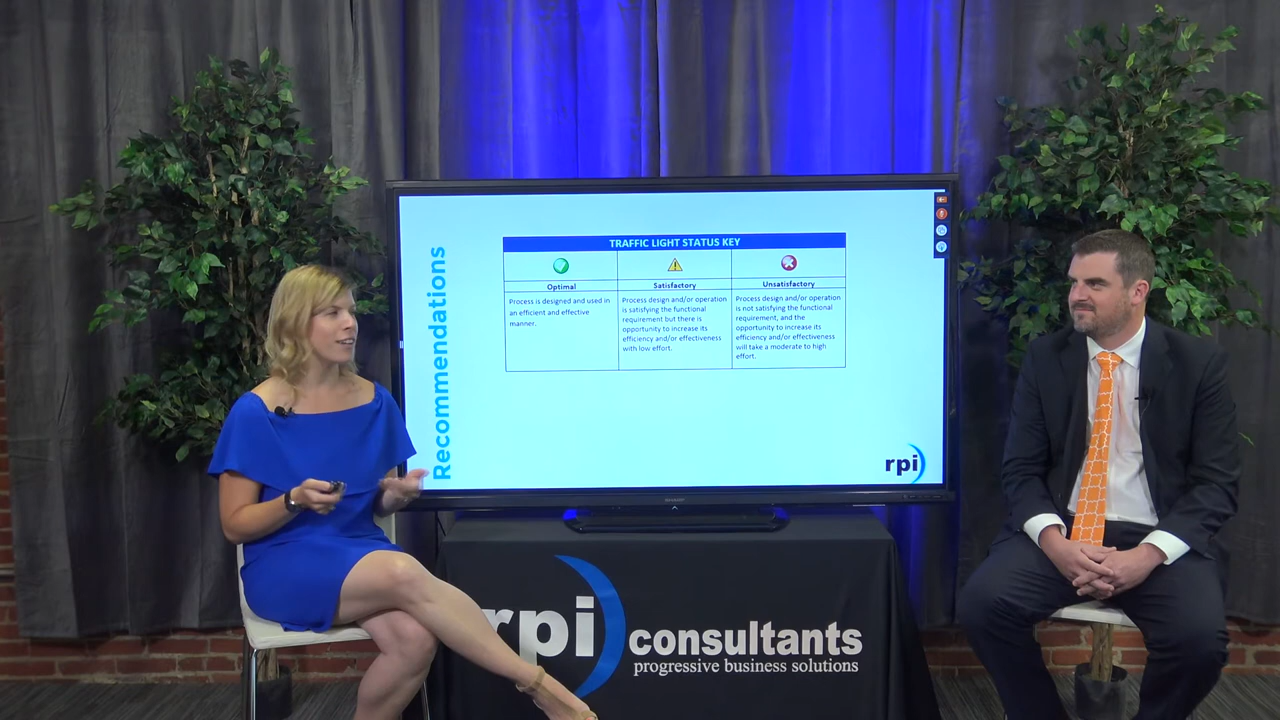 Recommendations
TRAFFIC LIGHT STATUS KEY
Optimal
Satisfactory
Unsatisfactory
Process is designed and used in
an efficient and effective
manner.
Process design and/or operation
is satisfying the functional
requirement but there is
opportunity to increase its
efficiency and/or effectiveness
with low effort.
Process design and/or operation
is not satisfying the functional
requirement, and the
opportunity to increase its
efficiency and/or effectiveness
will take a moderate to high
effort.
rpi
SHARP
rpi consultants
progressive business solutions